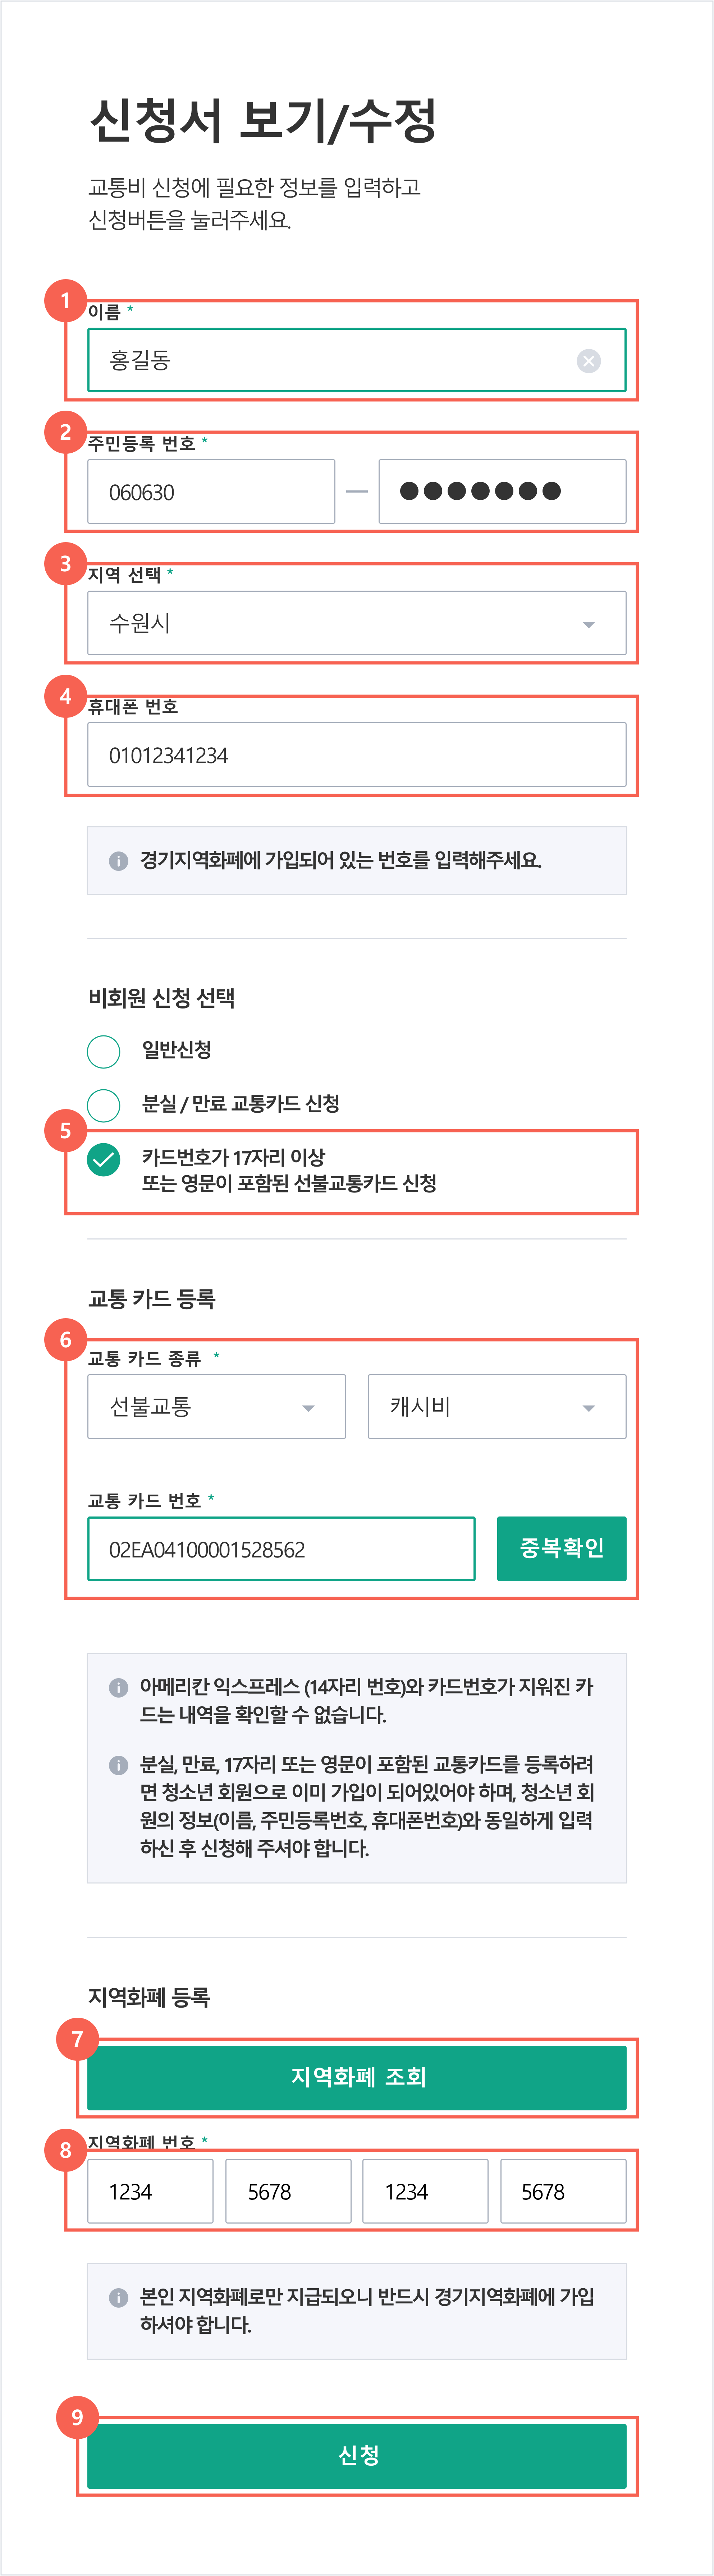 신청서 보기/수정
교통비 신청에 필요한 정보를 입력하고
신청버튼을 눌러주세요.
1
이름 *
홍길동
2
주민등록 번호 *
060630 — ●●●●●●●
3
지역 선택 *
수원시
4
휴대폰 번호
01012341234
경기지역화폐에 가입되어 있는 번호를 입력해주세요.
비회원 신청 선택
일반신청
분실 / 만료 교통카드 신청
5
카드번호가 17자리 이상
또는 영문이 포함된 선불교통카드 신청
교통 카드 등록
6
교통 카드 종류 *
선불교통 캐시비
교통 카드 번호 *
02EA04100001528562 중복확인
아메리칸 익스프레스 (14자리 번호)와 카드번호가 지워진 카
드는 내역을 확인할 수 없습니다.
분실, 만료, 17자리 또는 영문이 포함된 교통카드를 등록하려
면 청소년 회원으로 이미 가입이 되어있어야 하며, 청소년 회
원의 정보(이름, 주민등록번호, 휴대폰번호)와 동일하게 입력
하신 후 신청해 주셔야 합니다.
지역화폐 등록
7
지역화폐 조회
8
지역화폐 번호 *
1234 5678 1234 5678
본인 지역화폐로만 지급되오니 반드시 경기지역화폐에 가입
하셔야 합니다.
9
신청